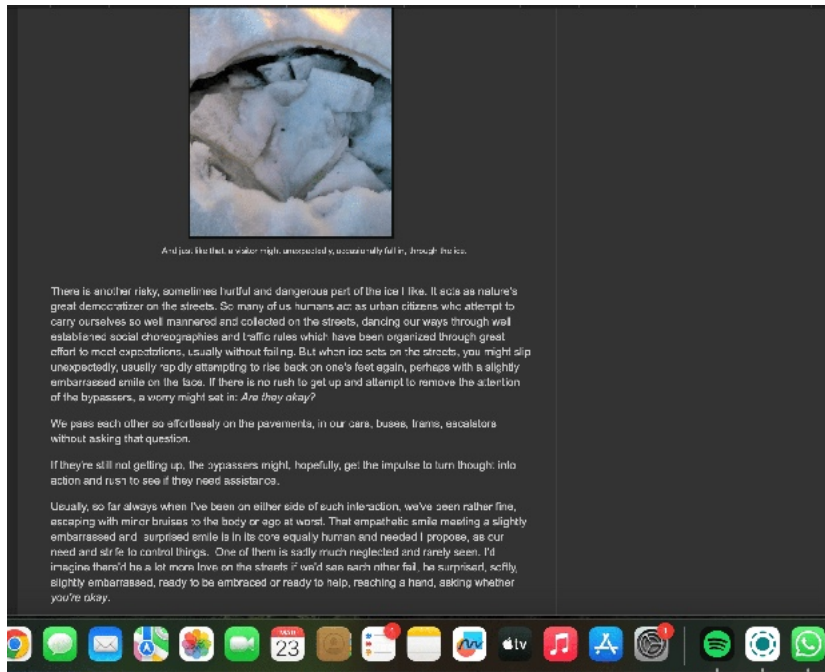 And just like that, a visitor might unexpectedly, occasionally fall in, through the ice.
There is another risky, sometimes hurtful and dangerous part of the ice I like. It acts as nature's
great democratizer on the streets. So many of us humans act as urban citizens who attempt to
carry ourselves so well mannered and collected on the streets, dancing our ways through well
established social choreographies and traffic rules which have been organized through great
effort to meet expectations, usually without failing. But when ice sets on the streets, you might slip
unexpectedly, usually rapidly attempting to rise back on one's feet again, perhaps with a slightly
embarrassed smile on the face. If there is no rush to get up and attempt to remove the attention
of the bypassers, a worry might set in: Are they okay?
We pass each other so effortlessly on the pavements, in our cars, buses, trams, escalators
without asking that question.
If they're still not getting up, the bypassers might, hopefully, get the impulse to turn thought into
action and rush to see if they need assistance.
Usually, so far always when I've been on either side of such interaction, we've been rather fine,
escaping with minor bruises to the body or ego at worst. That empathetic smile meeting a slightly
embarrassed and surprised smile is in its core equally human and needed I propose, as our
need and strife to control things. One of them is sadly much neglected and rarely seen. I'd
imagine there'd be a lot more love on the streets if we'd see each other fall, be surprised, softly,
slightly embarrassed, ready to be embraced or ready to help, reaching a hand, asking whether
you're okay.
23
1
tv
1